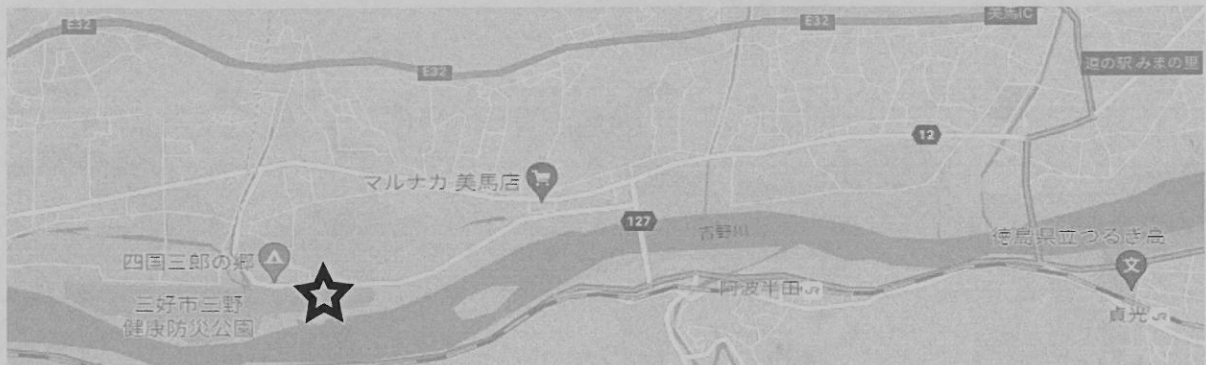 E32
E32
美馬IC
E32
道の駅 みまの里
12
マルナカ 美馬店
127
吉野川
徳島県立つるぎ高
四国三郎の郷
三好市三野
健康防災公園
阿波半田
貞光